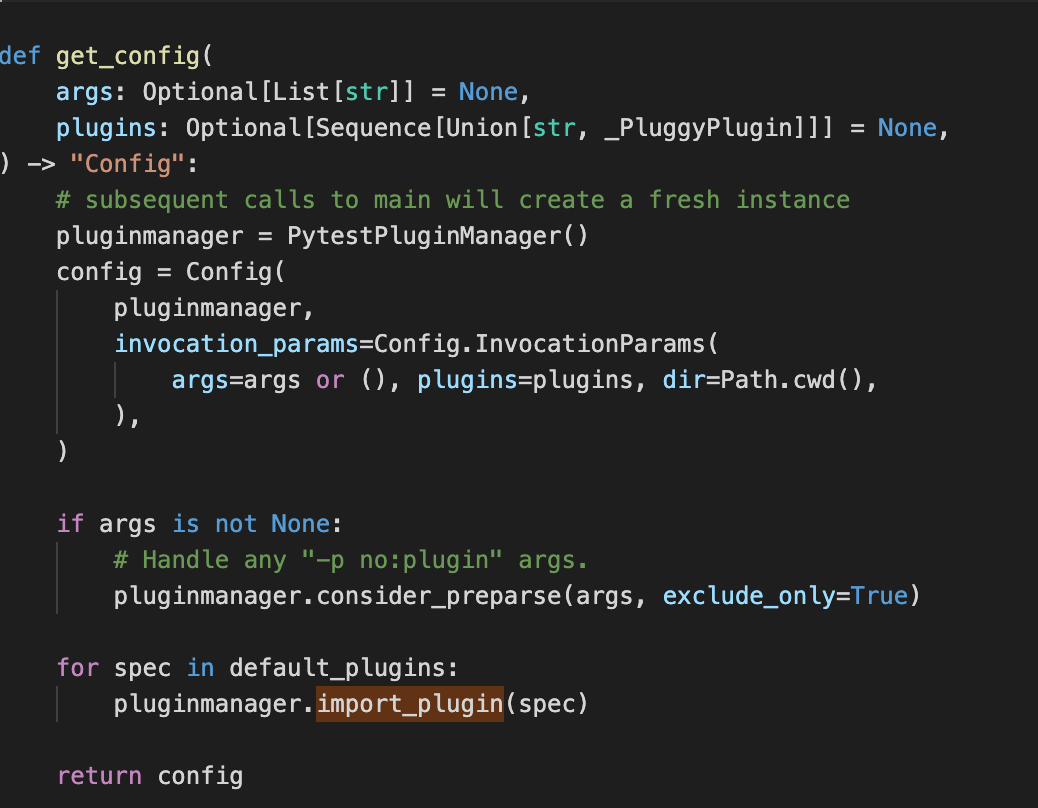 def get_config(
    args: Optional[List[str]] = None,
    plugins: Optional[Sequence[Union[str, _PluggyPlugin]]] = None,
) -> "Config":
    # subsequent calls to main will create a fresh instance
    pluginmanager = PytestPluginManager()
    config = Config(
        pluginmanager,
        invocation_params=Config.InvocationParams(
            args=args or (), plugins=plugins, dir=Path.cwd(),
        ),
    )

    if args is not None:
        # Handle any "-p no:plugin" args.
        pluginmanager.consider_preparse(args, exclude_only=True)

    for spec in default_plugins:
        pluginmanager.import_plugin(spec)

    return config